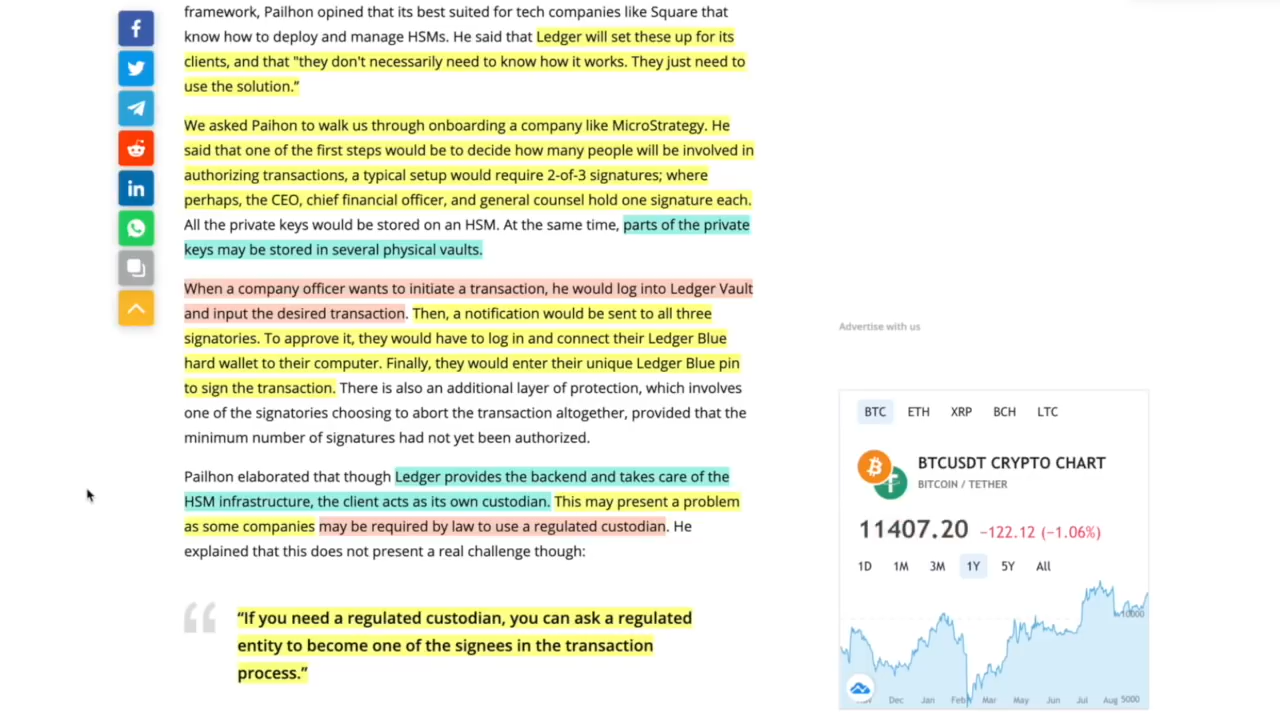 framework, Pailhon opined that its best suited for tech companies like Square that
know how to deploy and manage HSMs. He said that Ledger will set these up for its
clients, and that "they don't necessarily need to know how it works. They just need to
use the solution.”
We asked Paihon to walk us through onboarding a company like MicroStrategy. He
said that one of the first steps would be to decide how many people will be involved in
authorizing transactions, a typical setup would require 2-of-3 signatures; where
perhaps, the CEO, chief financial officer, and general counsel hold one signature each.
All the private keys would be stored on an HSM. At the same time, parts of the private
keys may be stored in several physical vaults.
When a company officer wants to initiate a transaction, he would log into Ledger Vault
and input the desired transaction. Then, a notification would be sent to all three
signatories. To approve it, they would have to log in and connect their Ledger Blue
hard wallet to their computer. Finally, they would enter their unique Ledger Blue pin
to sign the transaction. There is also an additional layer of protection, which involves
one of the signatories choosing to abort the transaction altogether, provided that the
minimum number of signatures had not yet been authorized.
Pailhon elaborated that though Ledger provides the backend and takes care of the
HSM infrastructure, the client acts as its own custodian. This may present a problem
as some companies may be required by law to use a regulated custodian. He
explained that this does not present a real challenge though:
“If you need a regulated custodian, you can ask a regulated
entity to become one of the signees in the transaction
process.”
Advertise with us
BTC ETH XRP BCH LTC
BTCUSDT CRYPTO CHART
BITCOIN / TETHER
11407.20 −122.12 (−1.06%)
1D 1M 3M 1Y 5Y All
10000
Dec Jan Feb Mar May Jun Jul Aug 5000